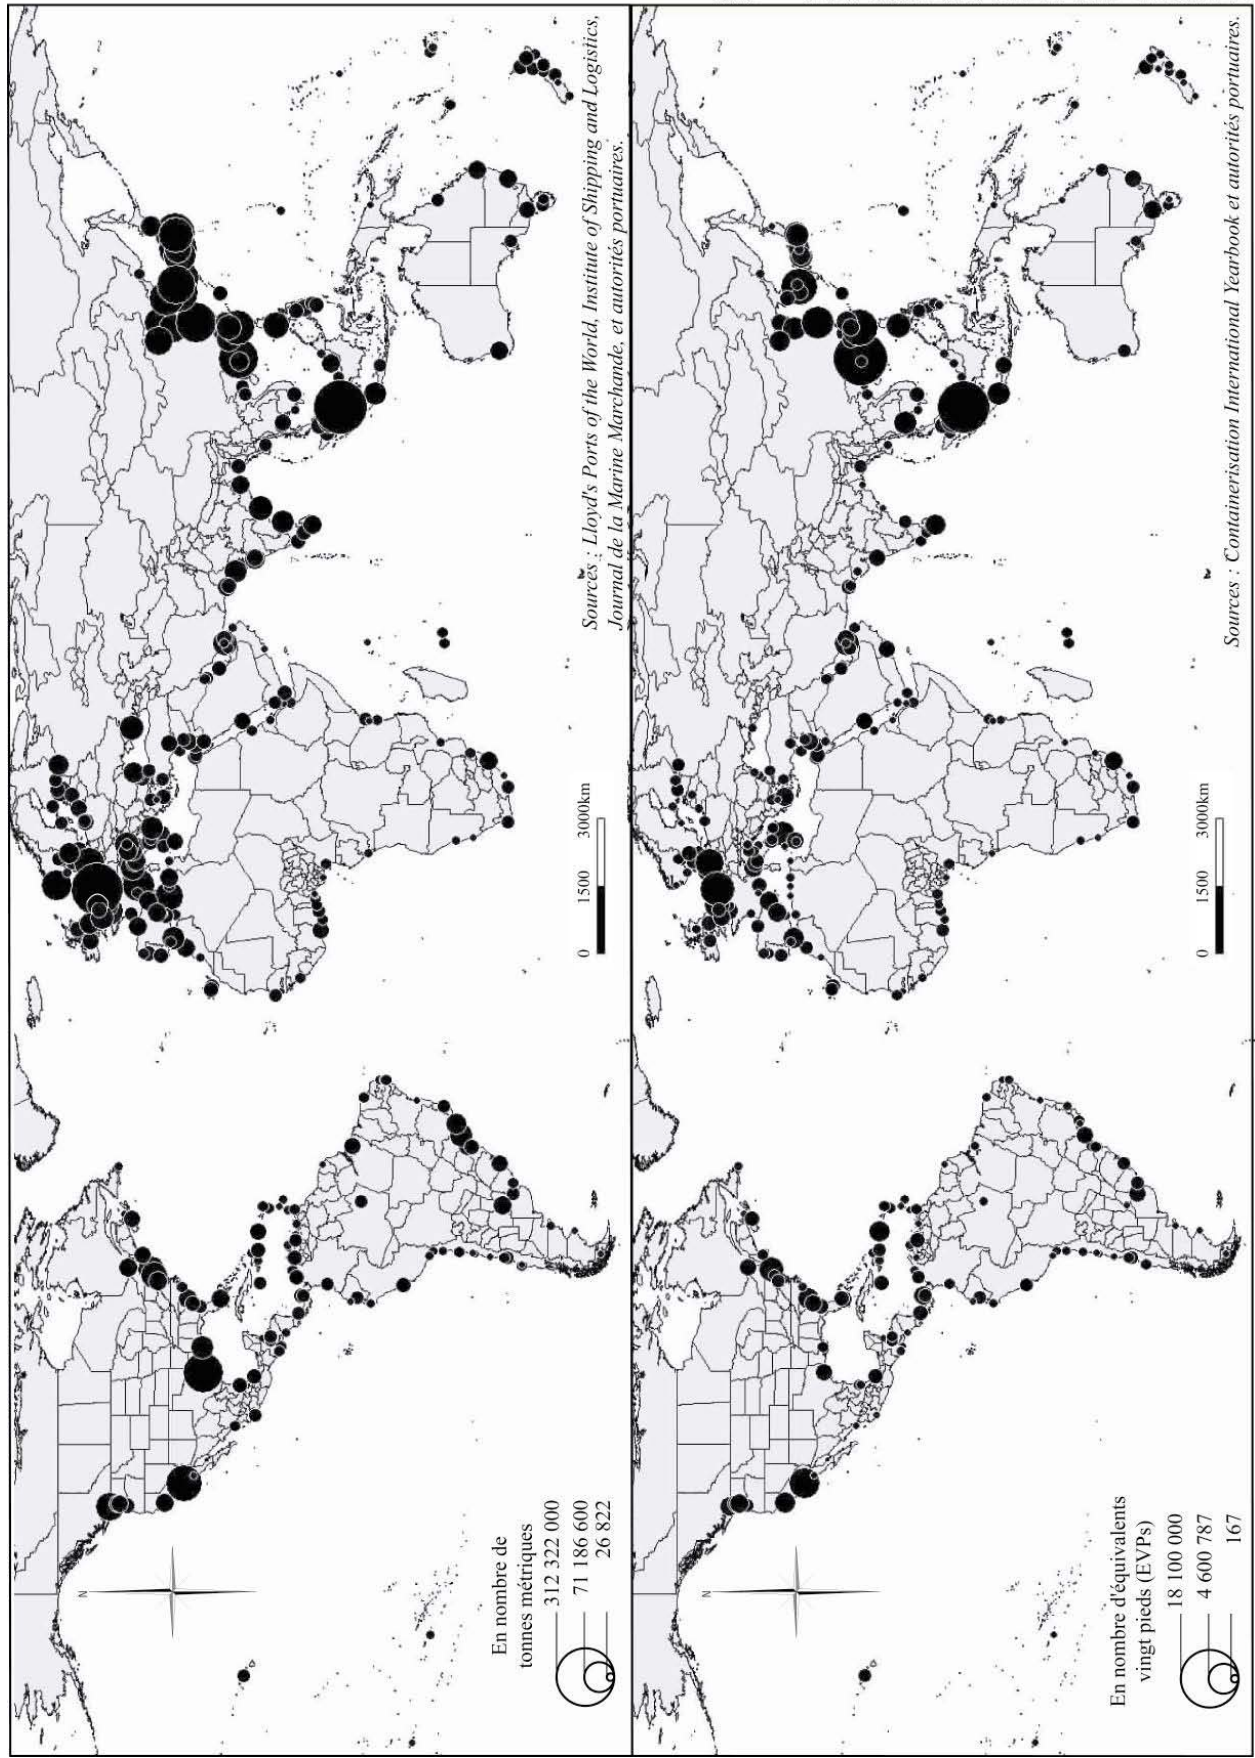 En nombre de
tonnes métriques
312 322 000
71 186 600
26 822
N
0 1500 3000km
Sources : Lloyd's Ports of the World, Institute of Shipping and Logistics,
Journal de la Marine Marchande, et autorités portuaires.
En nombre d'équivalents
vingt pieds (EVPs)
18 100 000
4 600 787
167
N
0 1500 3000km
Sources : Containerisation International Yearbook et autorités portuaires.